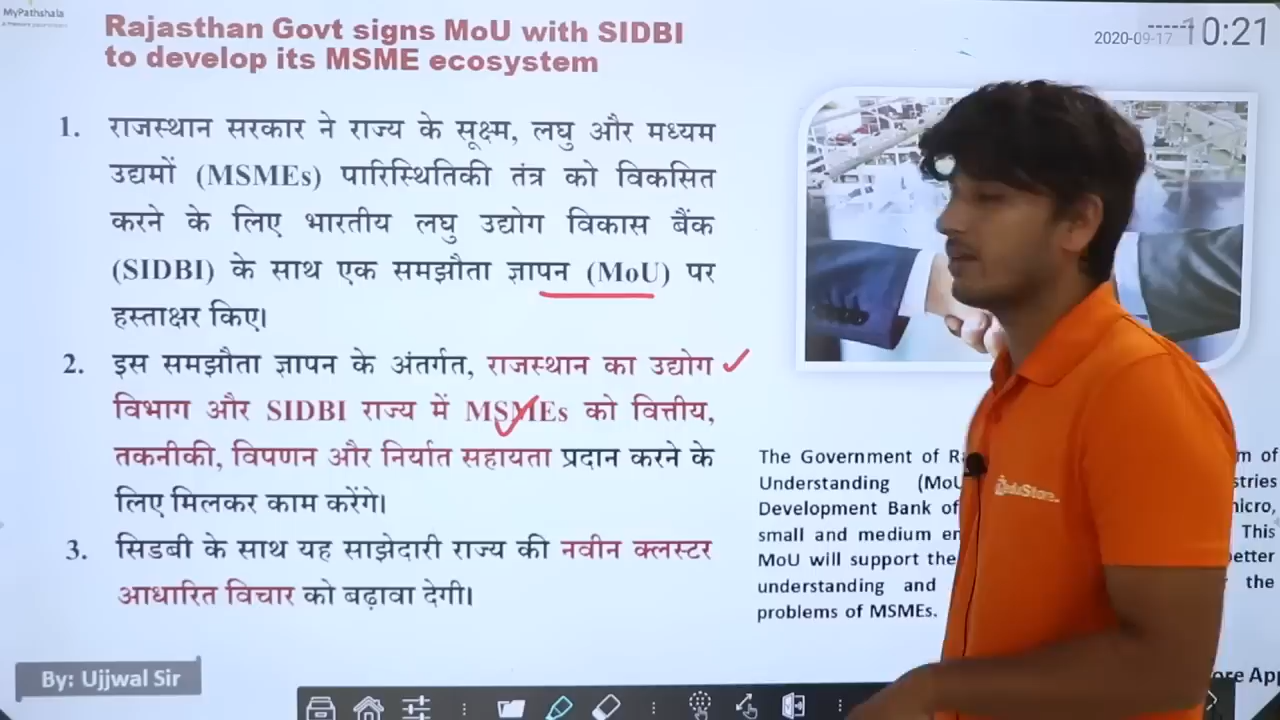 MyPathshala
Rajasthan Govt signs MoU with SIDBI
to develop its MSME ecosystem
2020-09-17
10:21
1. राजस्थान सरकार ने राज्य के सूक्ष्म, लघु और मध्यम
उद्यमों (MSMEs) पारिस्थितिकी तंत्र को विकसित
करने के लिए भारतीय लघु उद्योग विकास बैंक
(SIDBI) के साथ एक समझौता ज्ञापन (MoU) पर
हस्ताक्षर किए।
2. इस समझौता ज्ञापन के अंतर्गत, राजस्थान का उद्योग
विभाग और SIDBI राज्य में MSMEs को वित्तीय,
तकनीकी, विपणन और निर्यात सहायता प्रदान करने के
लिए मिलकर काम करेंगे।
3. सिडबी के साथ यह साझेदारी राज्य की नवीन क्लस्टर
आधारित विचार को बढ़ावा देगी।
The Government of
Understanding (MoU
Development Bank of
small and medium This
MoU will support the
understanding and the
problems of MSMEs.
By: Ujjwal Sir